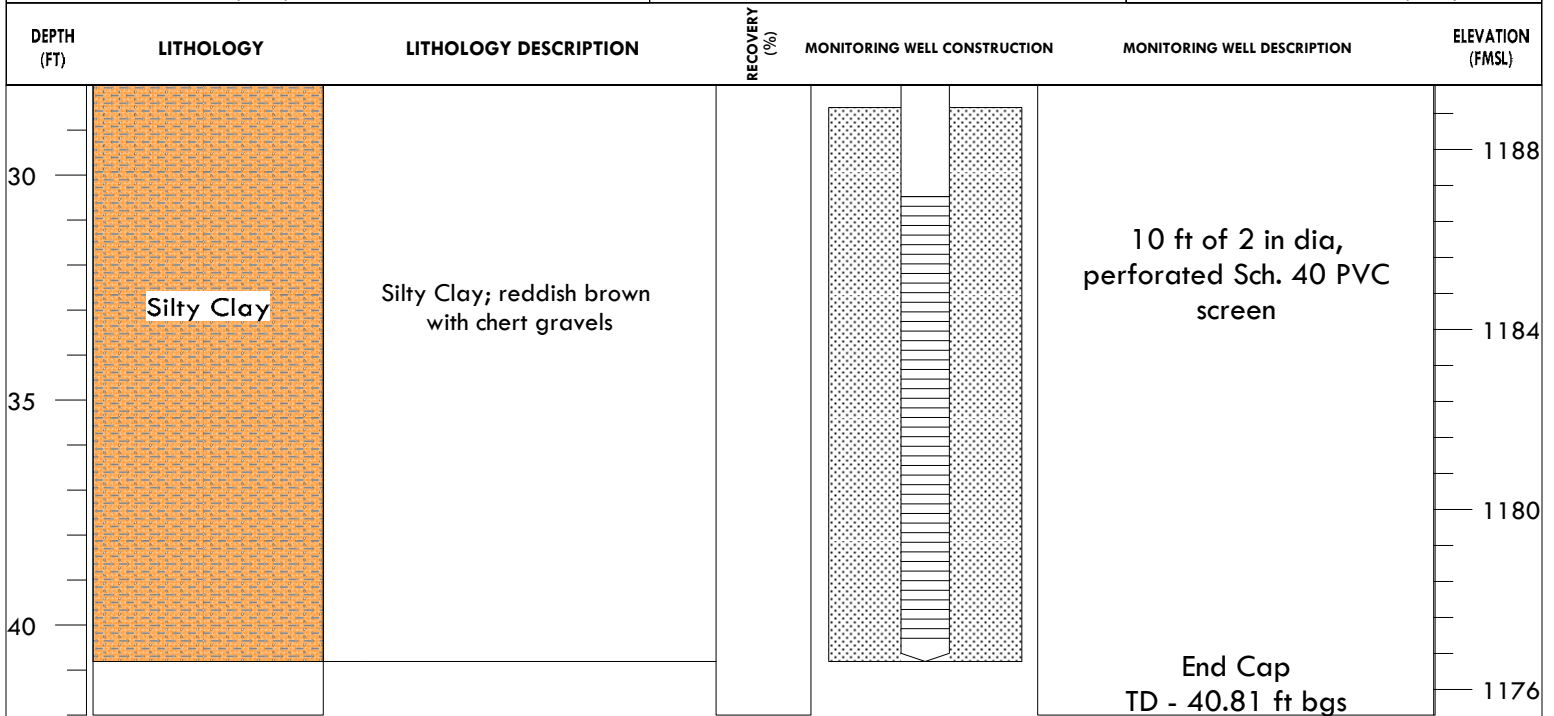 DEPTH
(FT)
LITHOLOGY
LITHOLOGY DESCRIPTION
RECOVERY
(%)
MONITORING WELL CONSTRUCTION
MONITORING WELL DESCRIPTION
ELEVATION
(FMSL)
30
35
40
Silty Clay
Silty Clay; reddish brown
with chert gravels
10 ft of 2 in dia,
perforated Sch. 40 PVC
screen
End Cap
TD - 40.81 ft bgs
1188
1184
1180
1176